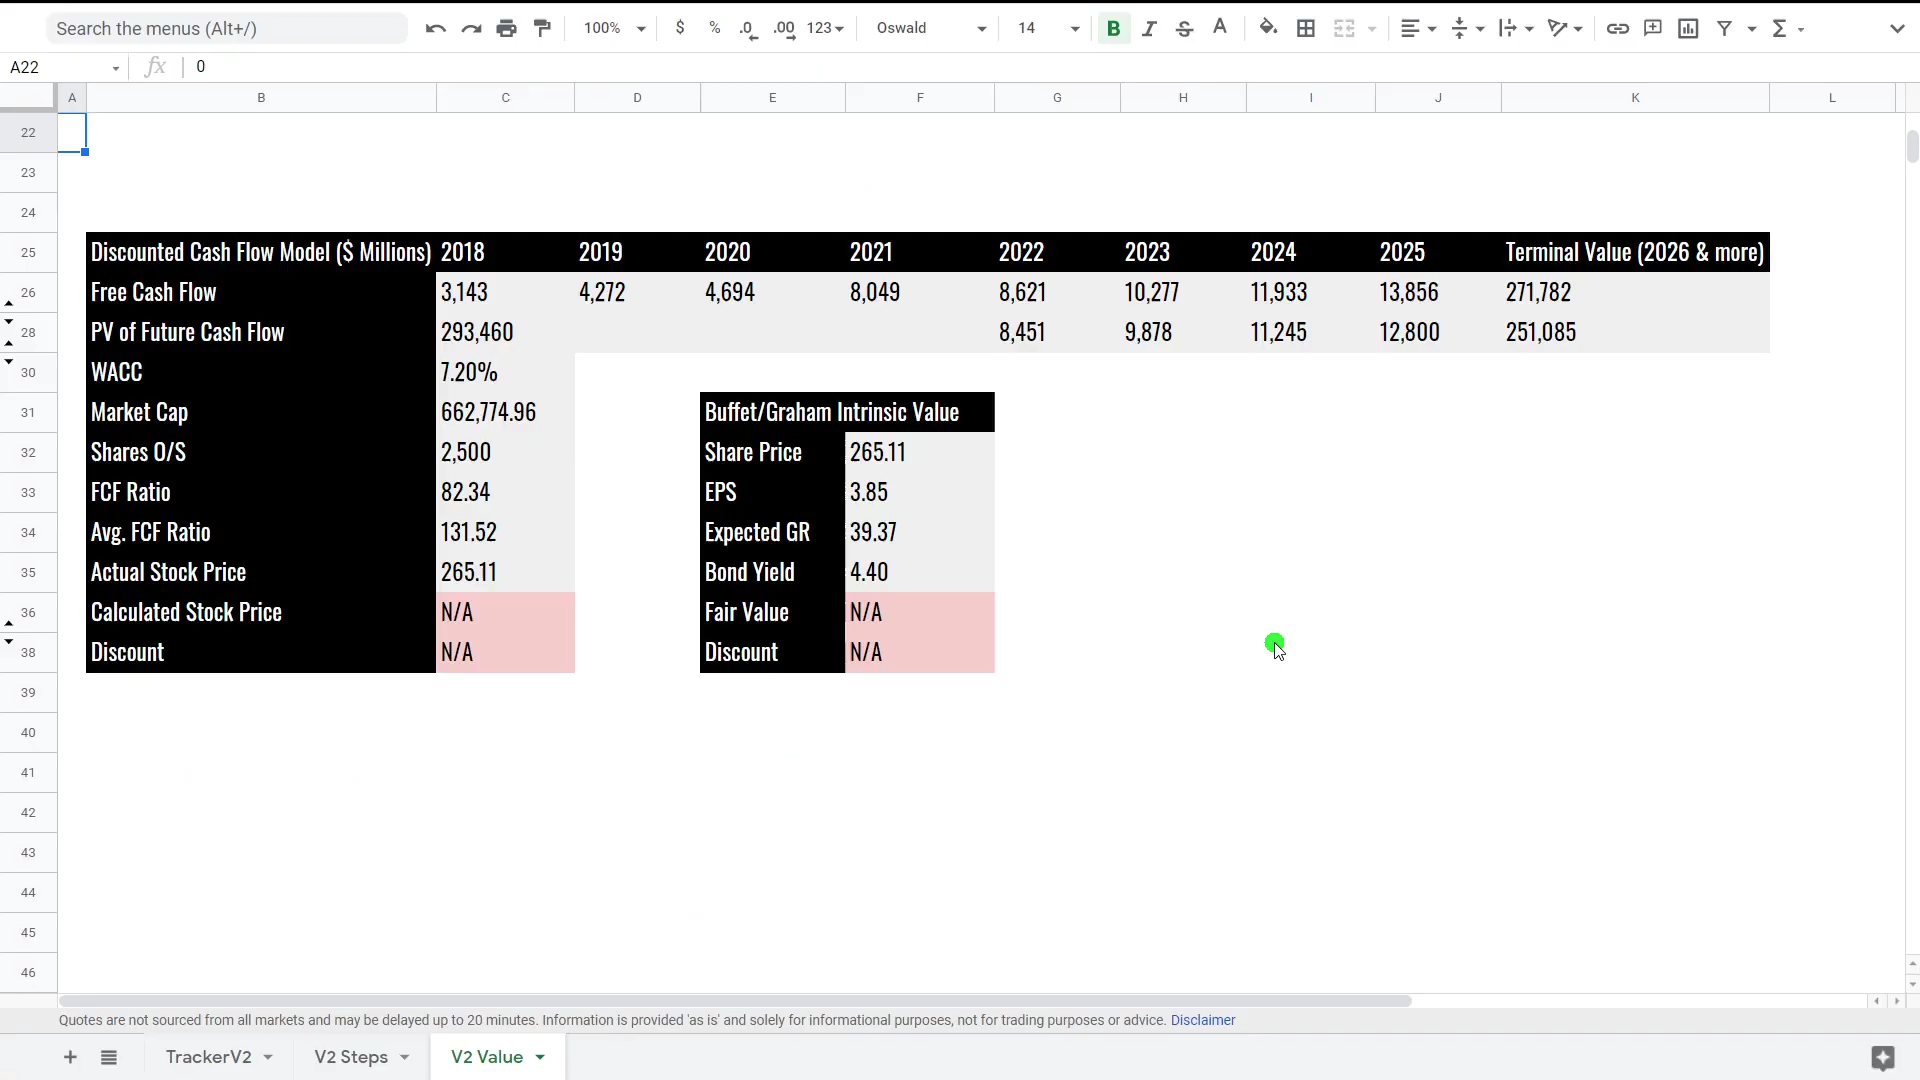 Search the menus (Alt+/) 100% $ % .0 .00 123 Oswald 14 B I S A Σ
A22 fx 0
A B C D E F G H I J K L
22
23
24
25 Discounted Cash Flow Model ($ Millions) 2018 2019 2020 2021 2022 2023 2024 2025 Terminal Value (2026 & more)
26 Free Cash Flow 3,143 4,272 4,694 8,049 8,621 10,277 11,933 13,856 271,782
28 PV of Future Cash Flow 293,460 8,451 9,878 11,245 12,800 251,085
30 WACC 7.20%
31 Market Cap 662,774.96 Buffet/Graham Intrinsic Value
32 Shares O/S 2,500 Share Price 265.11
33 FCF Ratio 82.34 EPS 3.85
34 Avg. FCF Ratio 131.52 Expected GR 39.37
35 Actual Stock Price 265.11 Bond Yield 4.40
36 Calculated Stock Price N/A Fair Value N/A
38 Discount N/A Discount N/A
39
40
41
42
43
44
45
46
Quotes are not sourced from all markets and may be delayed up to 20 minutes. Information is provided 'as is' and solely for informational purposes, not for trading purposes or advice. Disclaimer
TrackerV2 V2 Steps V2 Value